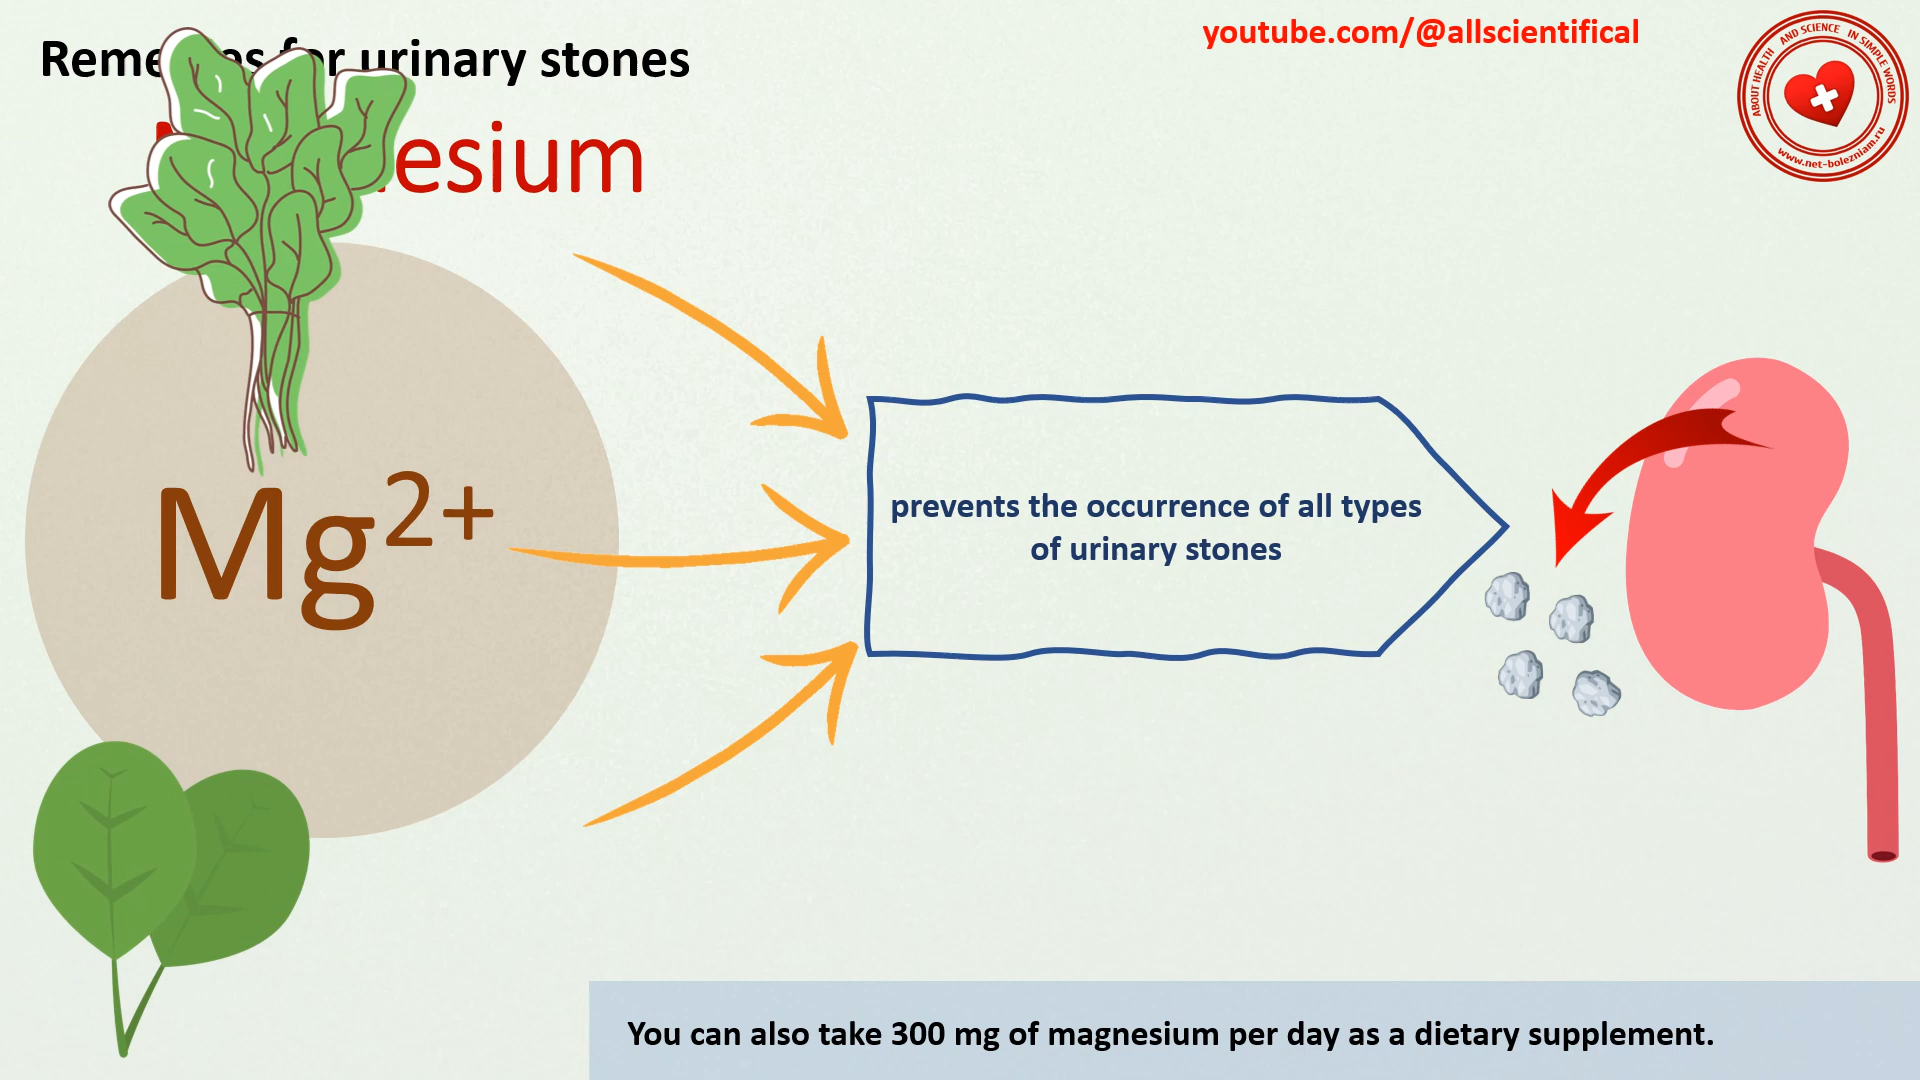 Reme es for urinary stones
youtube.com/@allscientifical
ABOUT HEALTH AND SCIENCE IN SIMPLE WORDS
www.net-bolezniam.ru
esium
Mg2+
prevents the occurrence of all types
of urinary stones
You can also take 300 mg of magnesium per day as a dietary supplement.